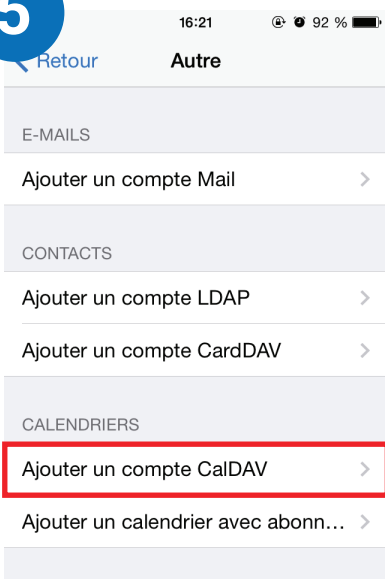 5
16:21
92 %
Retour
Autre
E-MAILS
Ajouter un compte Mail
CONTACTS
Ajouter un compte LDAP
Ajouter un compte CardDAV
CALENDRIERS
Ajouter un compte CalDAV
Ajouter un calendrier avec abonn…